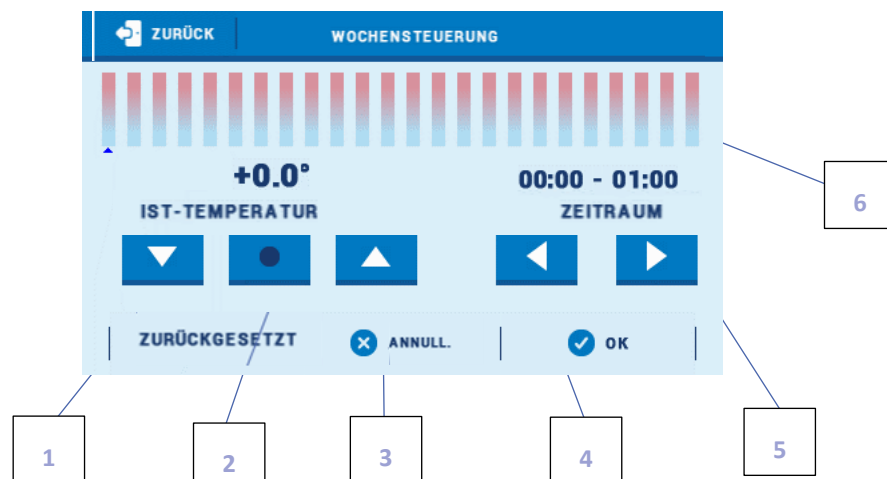 ZURÜCK
WOCHENSTEUERUNG
+0.0° 00:00 - 01:00
IST-TEMPERATUR ZEITRAUM
ZURÜCKGESETZT ANNULL. OK
6
1 2 3 4 5